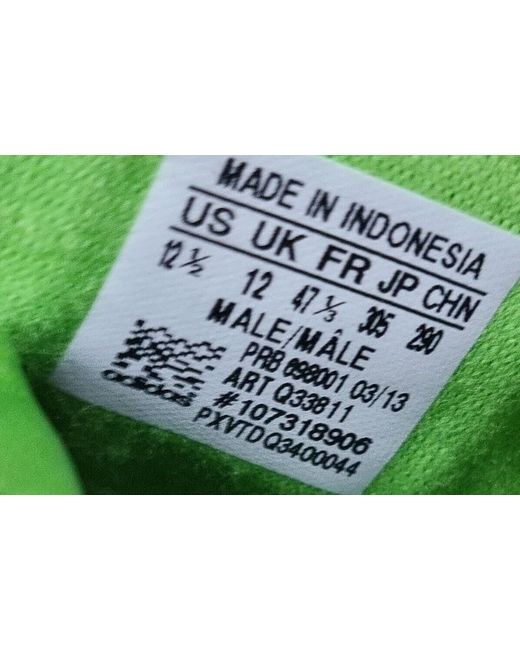 MADE IN INDONESIA
US UK FR JP CHN
12 ½ 12 47 ⅓ 305 290
MALE/MÂLE
PRB 698001 03/13
ART Q33811
#107318906
PXVTD Q3400044
adidas